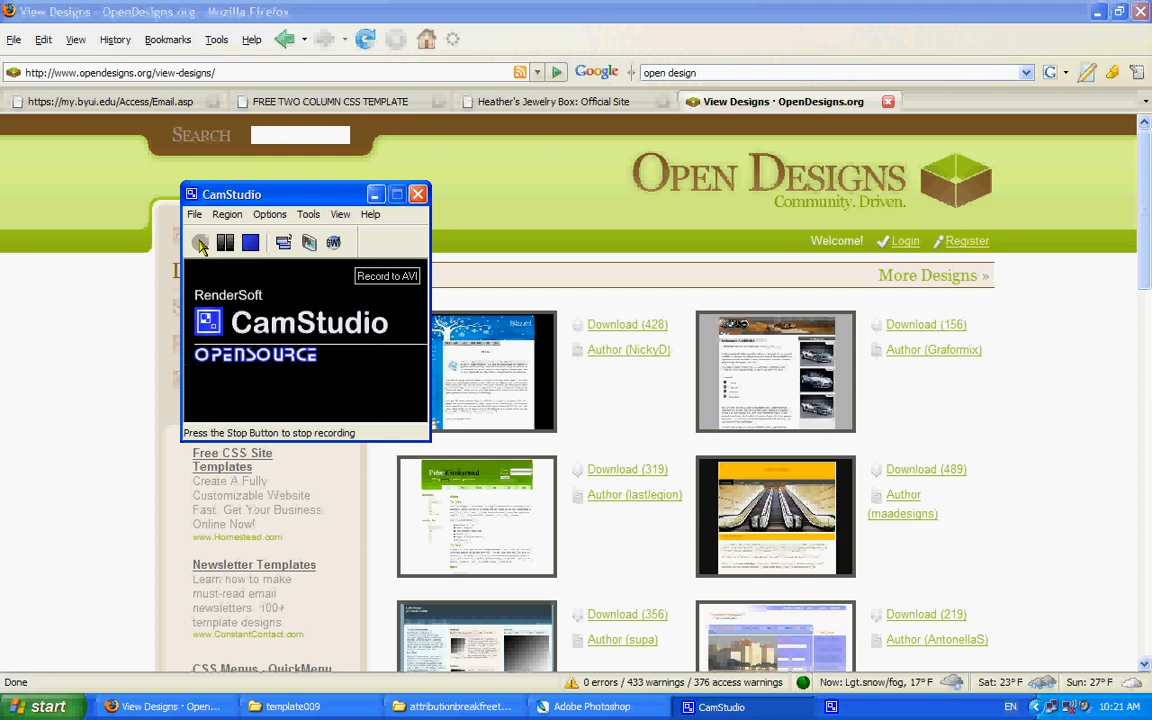 View Designs - OpenDesigns.org - Mozilla Firefox
File Edit View History Bookmarks Tools Help
http://www.opendesigns.org/view-designs/
Google
open design
https://my.byui.edu/Access/Email.asp
FREE TWO COLUMN CSS TEMPLATE
Heather's Jewelry Box: Official Site
View Designs · OpenDesigns.org
SEARCH
OPEN DESIGNS
Community. Driven.
Welcome! Login Register
More Designs »
CamStudio
File Region Options Tools View Help
Record to AVI
RenderSoft
CamStudio
OPENSOURCE
Press the Stop Button to stop recording
Download (428)
Author (NickyD)
Download (156)
Author (Graformix)
Download (319)
Author (lastlegion)
Download (489)
Author
(maadesigns)
Download (356)
Author (supa)
Download (219)
Author (AntonellaS)
Free CSS Site
Templates
Create A Fully
Customizable Website
Fast. Get Your Business
Online Now!
www.Homestead.com
Newsletter Templates
Learn how to make
must-read email
newsletters. 100+
template designs
www.ConstantContact.com
CSS Menus - QuickMenu
Done
0 errors / 433 warnings / 376 access warnings
Now: Lgt.snow/fog, 17° F
Sat: 23° F
Sun: 27° F
start
View Designs - Open...
template009
attributionbreakfreet...
Adobe Photoshop
CamStudio
EN
10:21 AM